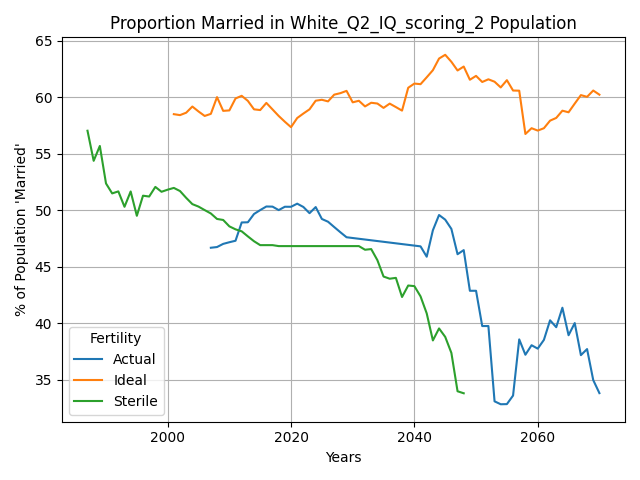 Proportion Married in White_Q2_IQ_scoring_2 Population
% of Population 'Married'
65
60
55
50
45
40
35
Fertility
Actual
Ideal
Sterile
2000 2020 2040 2060
Years